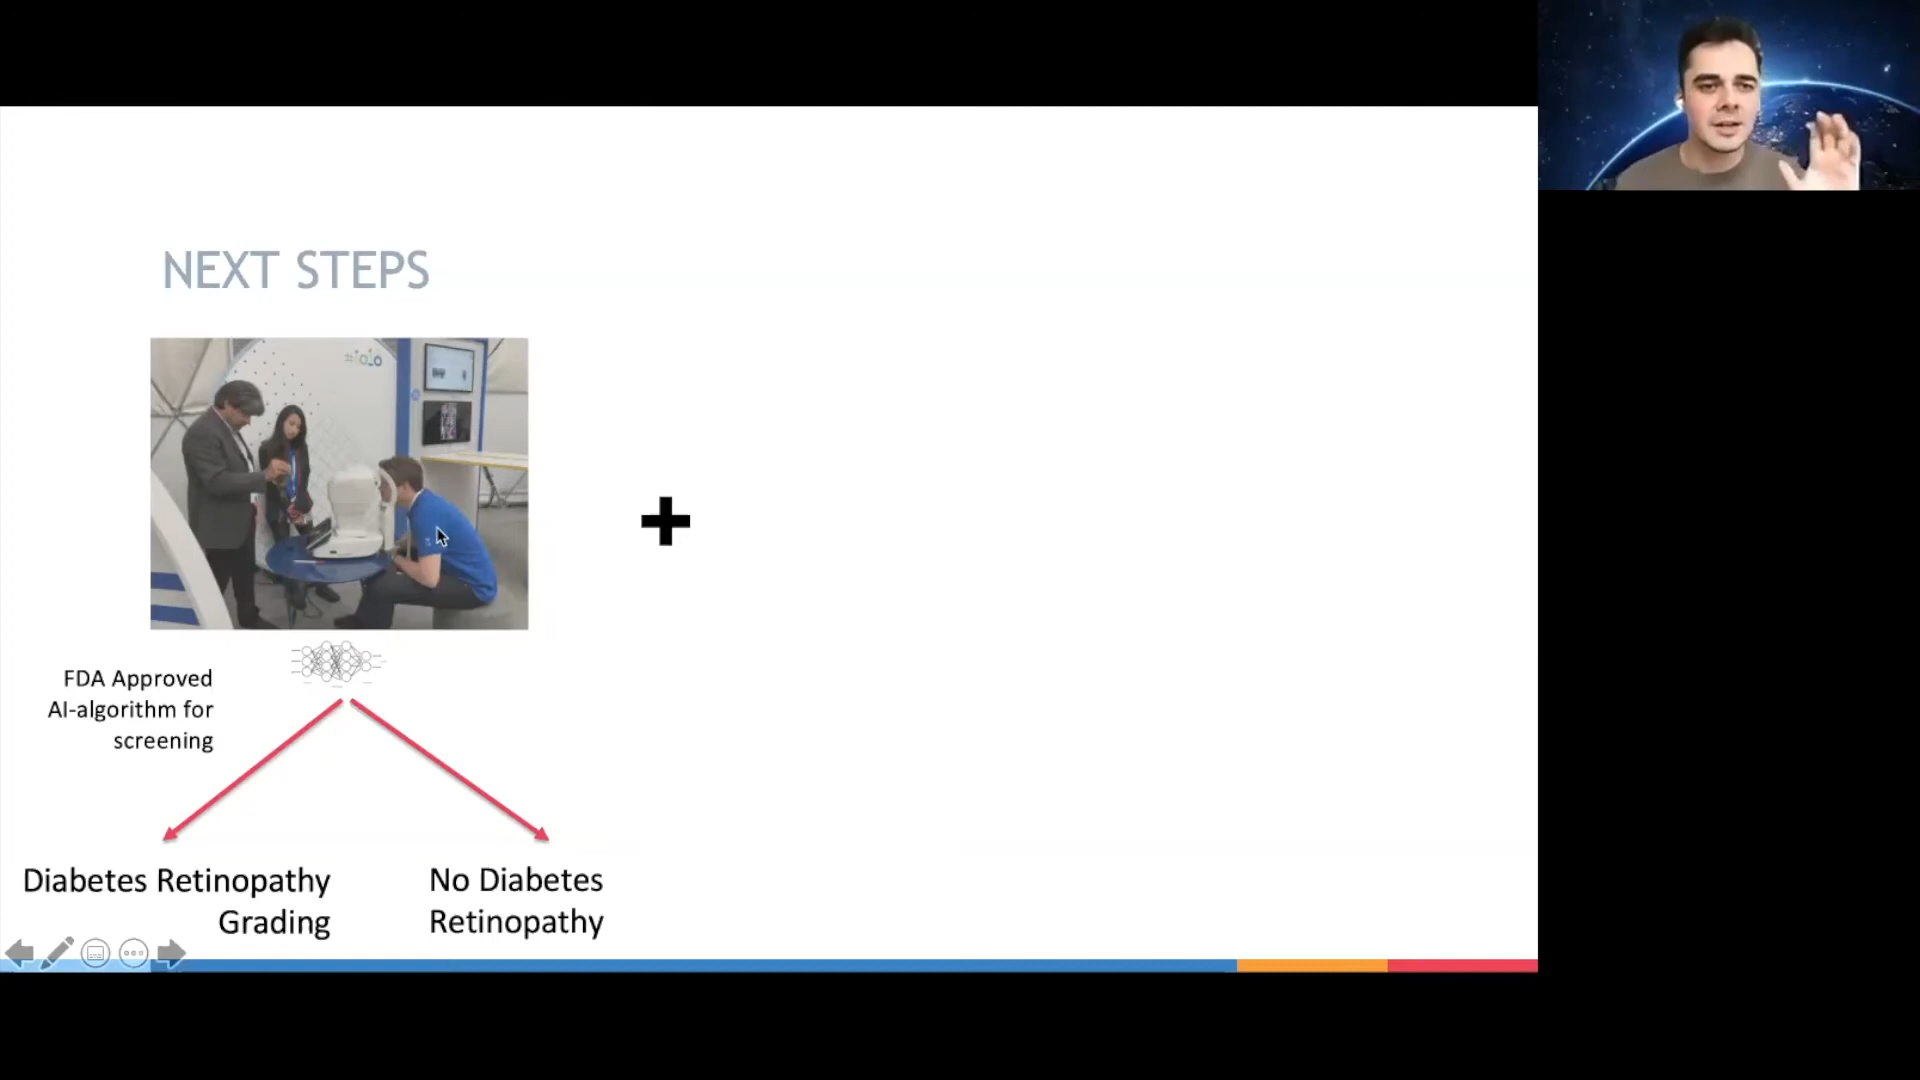 NEXT STEPS
FDA Approved
AI-algorithm for
screening
Diabetes Retinopathy
Grading
No Diabetes
Retinopathy